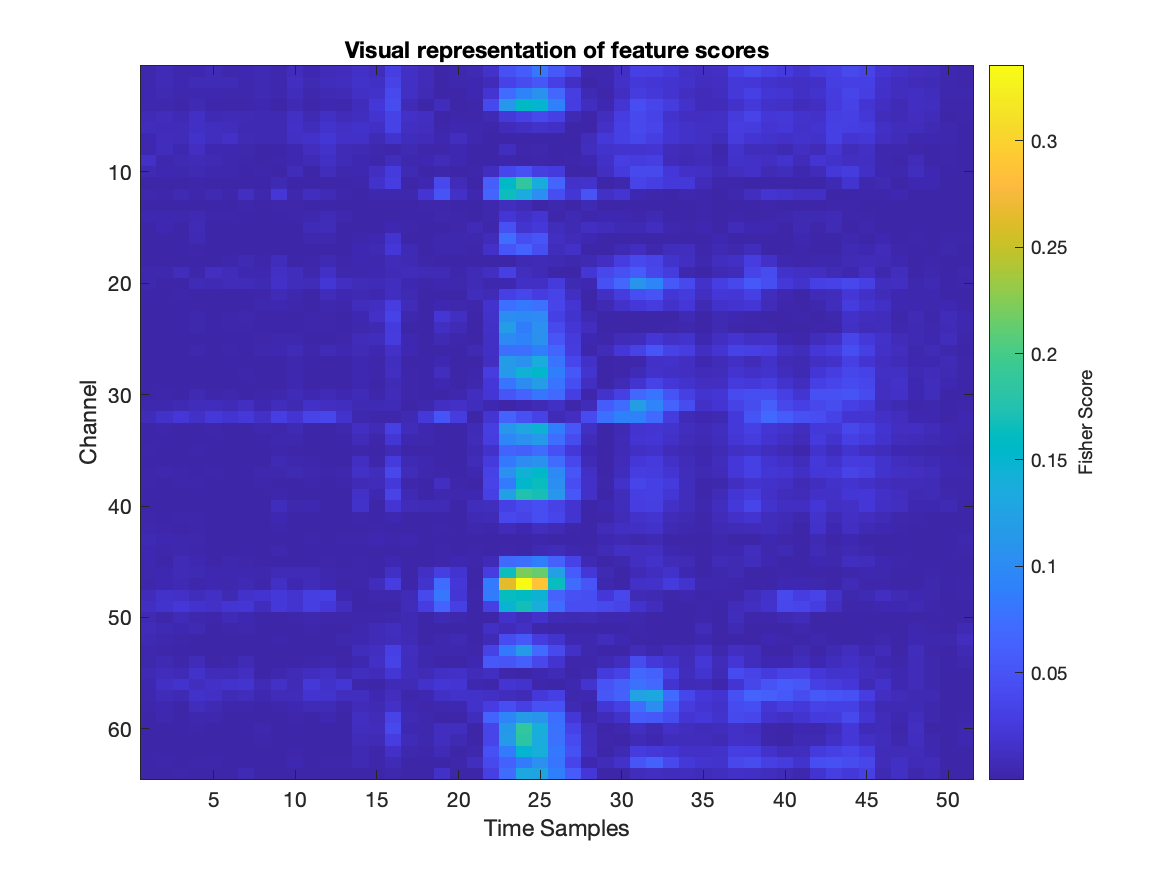 Visual representation of feature scores
Channel
10
20
30
40
50
60
5 10 15 20 25 30 35 40 45 50
Time Samples
0.3
0.25
0.2
0.15
0.1
0.05
Fisher Score